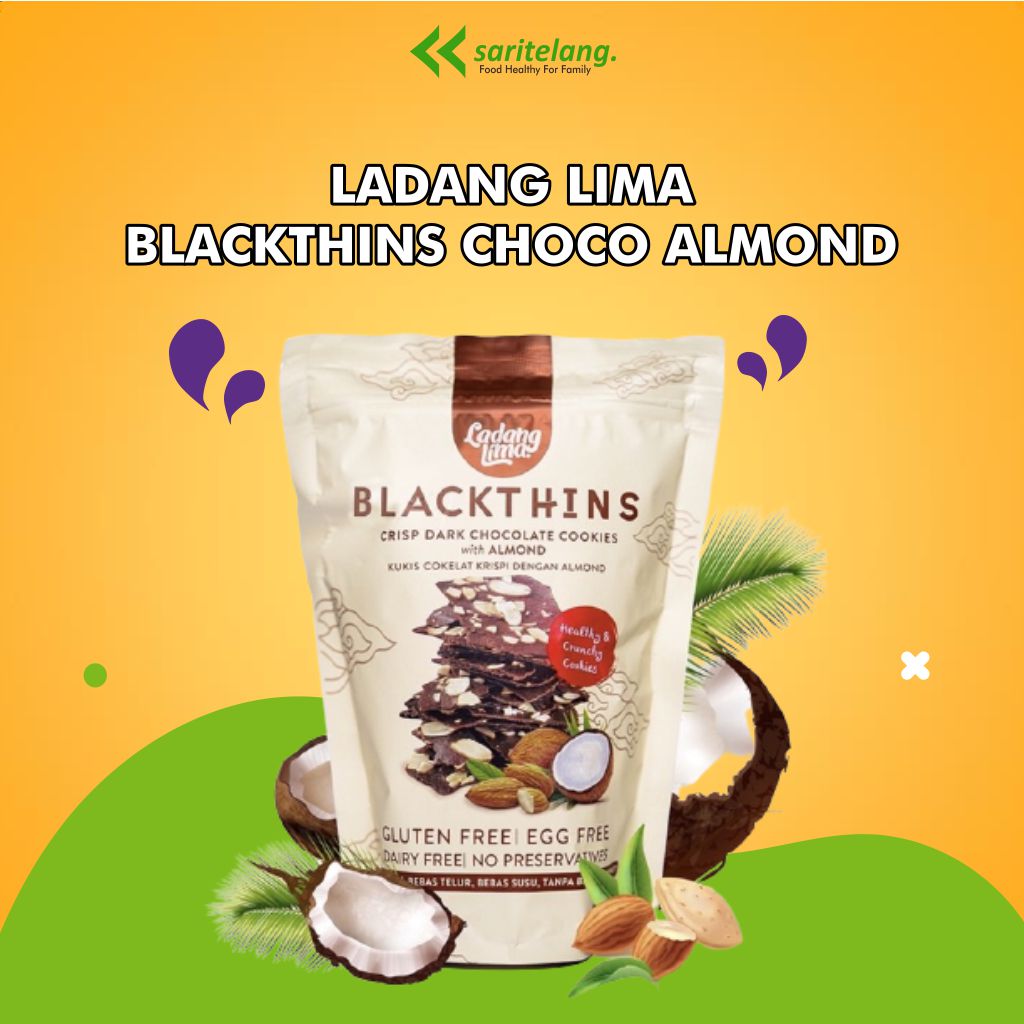 saritelang.
Food Healthy For Family
LADANG LIMA
BLACKTHINS CHOCO ALMOND
Ladang
Lima.
BLACKTHINS
CRISP DARK CHOCOLATE COOKIES
with ALMOND
KUKIS COKELAT KRISPI DENGAN ALMOND
Healthy &
Crunchy
Cookies
GLUTEN FREE| EGG FREE
DAIRY FREE| NO PRESERVATIVES
BEBAS TELUR, BEBAS SUSU, TANPA